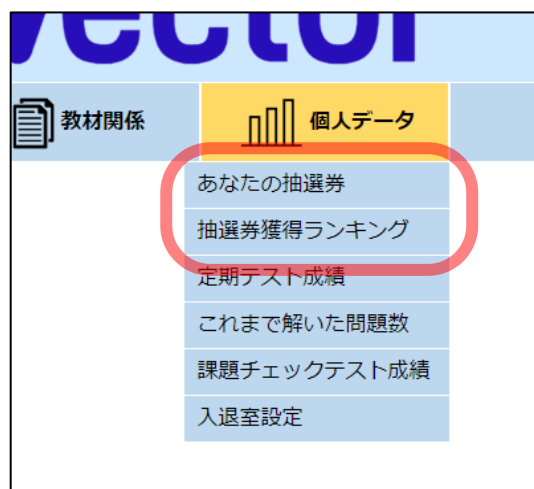 vector
教材関係
個人データ
あなたの抽選券
抽選券獲得ランキング
定期テスト成績
これまで解いた問題数
課題チェックテスト成績
入退室設定